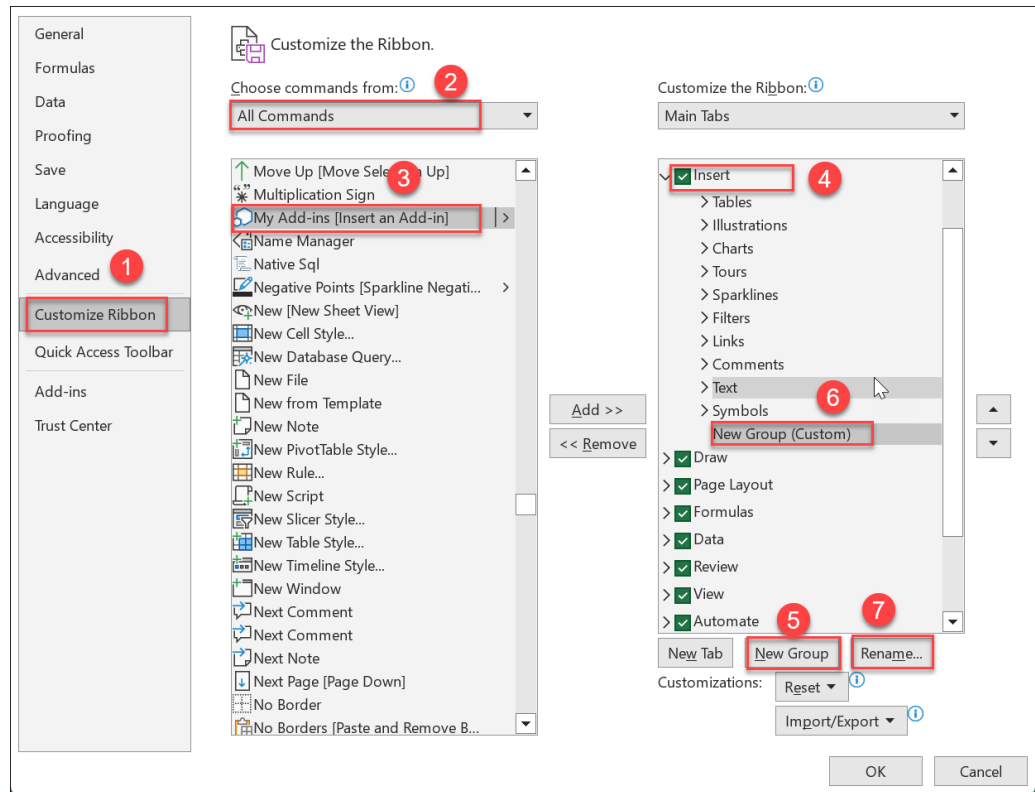 General
Formulas
Data
Proofing
Save
Language
Accessibility
Advanced
1
Customize Ribbon
Quick Access Toolbar
Add-ins
Trust Center
Customize the Ribbon.
Choose commands from:
2
All Commands
Move Up [Move Sele Up]
3
Multiplication Sign
My Add-ins [Insert an Add-in]
Name Manager
Native Sql
Negative Points [Sparkline Negati...
New [New Sheet View]
New Cell Style...
New Database Query...
New File
New from Template
New Note
New PivotTable Style...
New Rule...
New Script
New Slicer Style...
New Table Style...
New Timeline Style...
New Window
Next Comment
Next Comment
Next Note
Next Page [Page Down]
No Border
No Borders [Paste and Remove B...
Add >>
<< Remove
Customize the Ribbon:
Main Tabs
Insert
4
Tables
Illustrations
Charts
Tours
Sparklines
Filters
Links
Comments
Text
6
Symbols
New Group (Custom)
Draw
Page Layout
Formulas
Data
Review
View
Automate
5
7
New Tab
New Group
Rename...
Customizations:
Reset
Import/Export
OK
Cancel